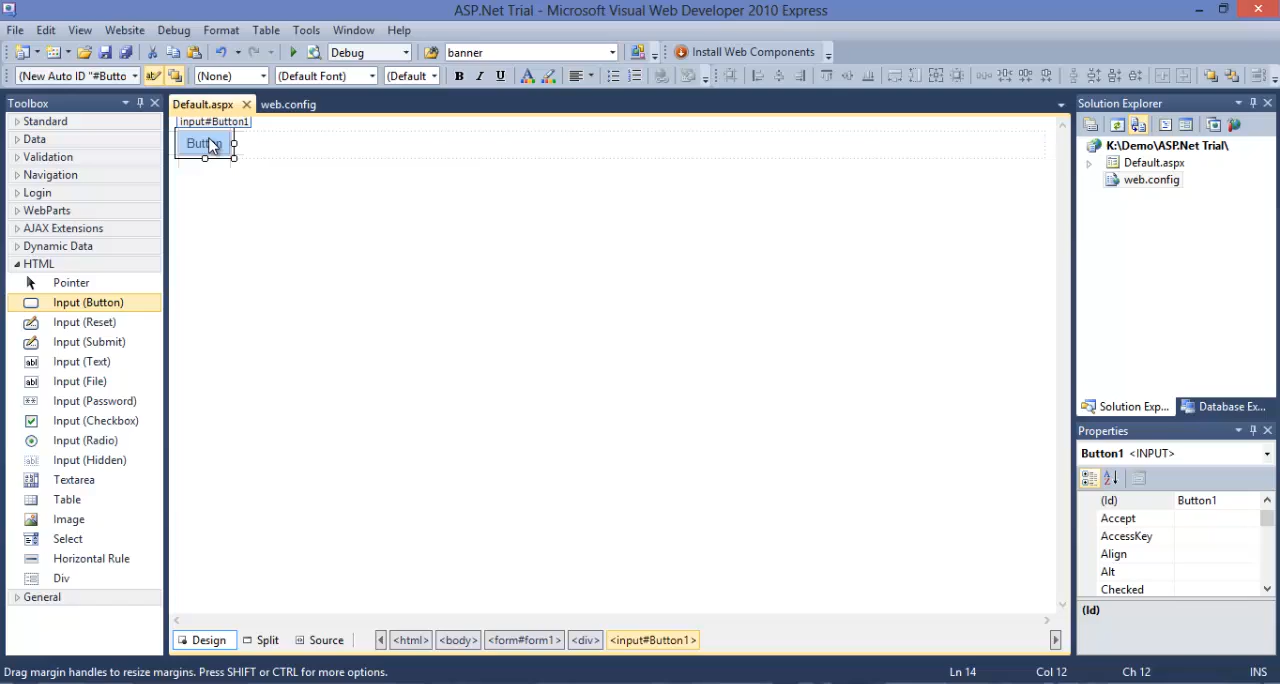 ASP.Net Trial - Microsoft Visual Web Developer 2010 Express
File Edit View Website Debug Format Table Tools Window Help
Debug banner Install Web Components
(New Auto ID "#Butto (None) (Default Font) (Default B I U
Toolbox
Standard
Data
Validation
Navigation
Login
WebParts
AJAX Extensions
Dynamic Data
HTML
Pointer
Input (Button)
Input (Reset)
Input (Submit)
abl Input (Text)
abl Input (File)
Input (Password)
Input (Checkbox)
Input (Radio)
abl Input (Hidden)
Textarea
Table
Image
Select
Horizontal Rule
Div
General
Default.aspx web.config
input#Button1
Button
Design Split Source <html> <body> <form#form1> <div> <input#Button1>
Solution Explorer
K:\Demo\ASP.Net Trial\
Default.aspx
web.config
Solution Exp... Database Ex...
Properties
Button1 <INPUT>
(Id) Button1
Accept
AccessKey
Align
Alt
Checked
(Id)
Drag margin handles to resize margins. Press SHIFT or CTRL for more options. Ln 14 Col 12 Ch 12 INS